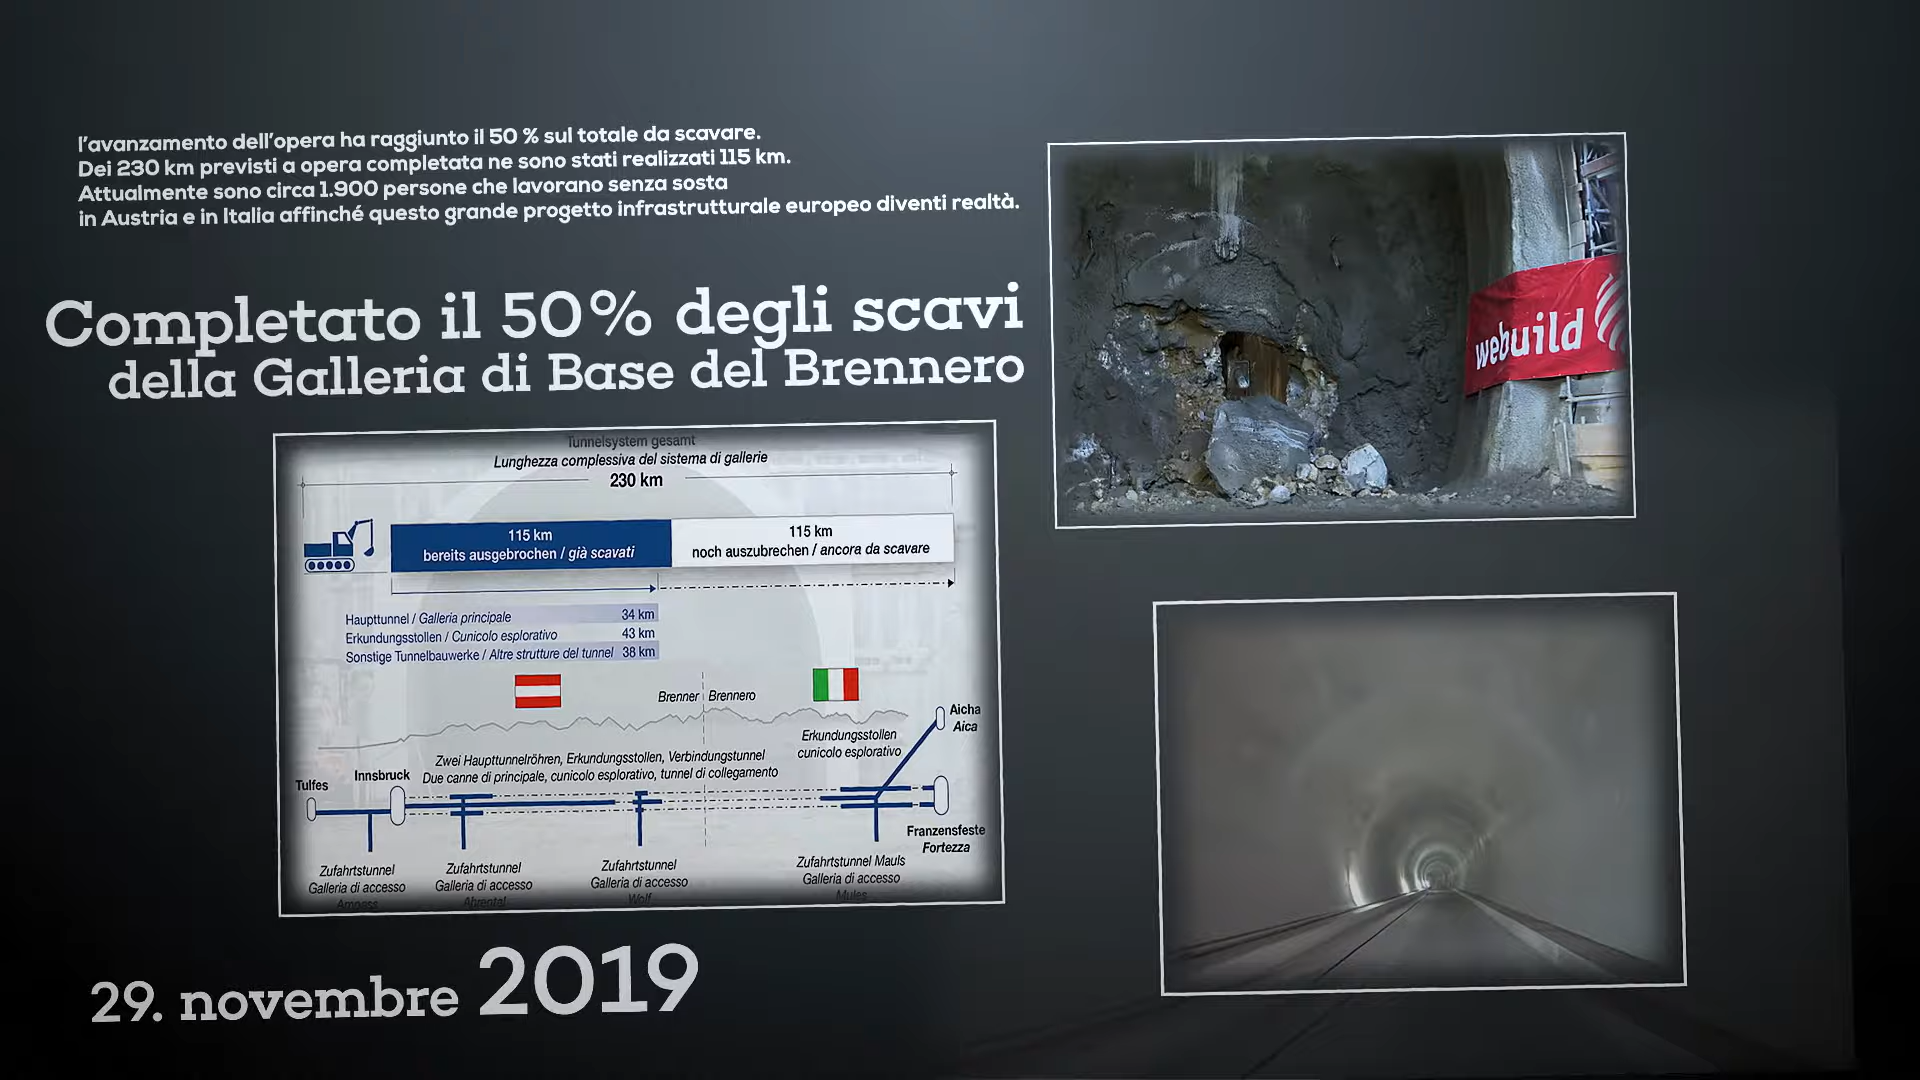 l'avanzamento dell'opera ha raggiunto il 50 % sul totale da scavare.
Dei 230 km previsti a opera completata ne sono stati realizzati 115 km.
Attualmente sono circa 1.900 persone che lavorano senza sosta
in Austria e in Italia affinché questo grande progetto infrastrutturale europeo diventi realtà.
Completato il 50% degli scavi
della Galleria di Base del Brennero
webuild
Tunnelsystem gesamt
Lunghezza complessiva del sistema di gallerie
230 km
115 km
bereits ausgebrochen / già scavati
115 km
noch auszubrechen / ancora da scavare
Haupttunnel / Galleria principale 34 km
Erkundungsstollen / Cunicolo esplorativo 43 km
Sonstige Tunnelbauwerke / Altre strutture del tunnel 38 km
Brenner Brennero
Aicha
Aica
Erkundungsstollen
cunicolo esplorativo
Zwei Haupttunnelröhren, Erkundungsstollen, Verbindungstunnel
Due canne di principale, cunicolo esplorativo, tunnel di collegamento
Tulfes
Innsbruck
Franzensfeste
Fortezza
Zufahrtstunnel
Galleria di accesso
Ampass
Zufahrtstunnel
Galleria di accesso
Ahrental
Zufahrtstunnel
Galleria di accesso
Wolf
Zufahrtstunnel Mauls
Galleria di accesso
Mules
29. novembre 2019